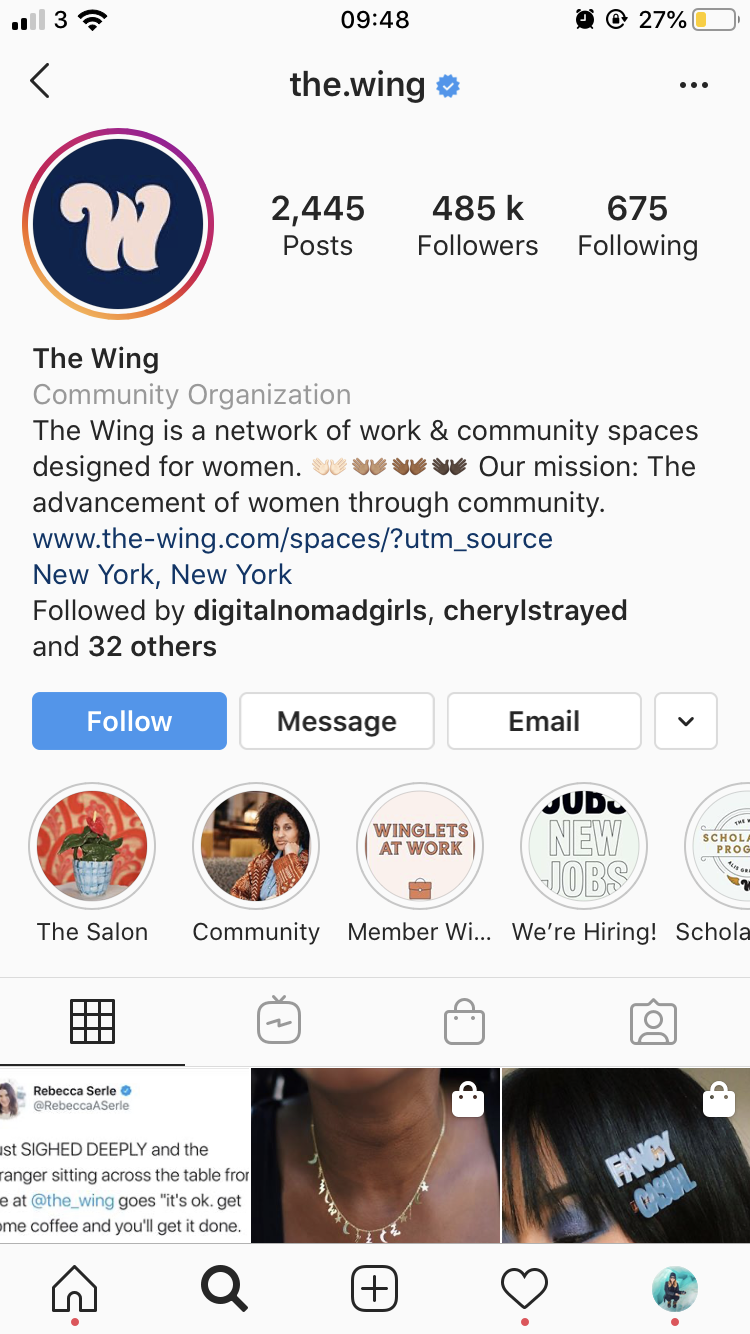 3 09:48 27%
the.wing
W
2,445 485 k 675
Posts Followers Following
The Wing
Community Organization
The Wing is a network of work & community spaces
designed for women. 👐🏻👐🏽👐🏾👐🏿 Our mission: The
advancement of women through community.
www.the-wing.com/spaces/?utm_source
New York, New York
Followed by digitalnomadgirls, cherylstrayed
and 32 others
Follow Message Email
WINGLETS
AT WORK
JOBS
NEW
JOBS
THE W
SCHOLA
PROG
The Salon Community Member Wi... We're Hiring! Schola
Rebecca Serle
@RebeccaASerle
ust SIGHED DEEPLY and the
ranger sitting across the table fror
e at @the_wing goes "it's ok. get
ome coffee and you'll get it done.
FANCY
CASUAL